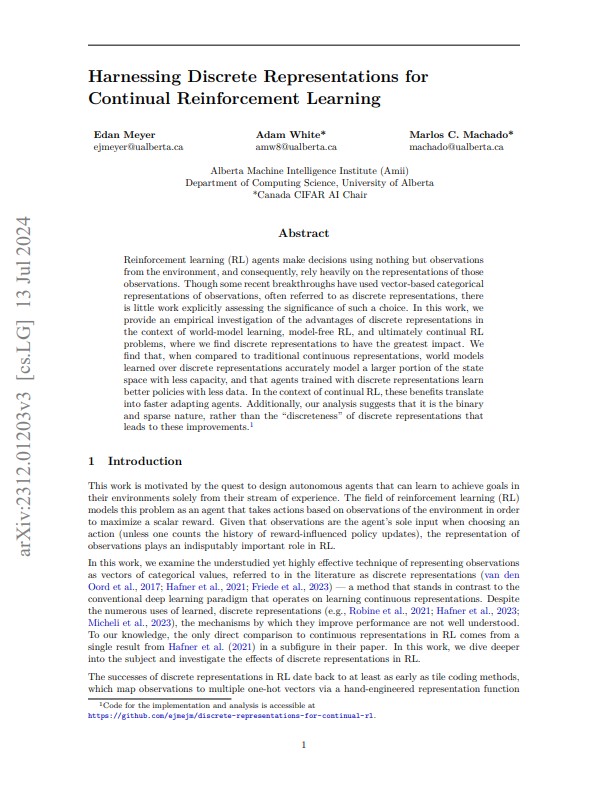 Harnessing Discrete Representations for
Continual Reinforcement Learning
Edan Meyer
ejmeyer@ualberta.ca
Adam White*
amw8@ualberta.ca
Marlos C. Machado*
machado@ualberta.ca
Alberta Machine Intelligence Institute (Amii)
Department of Computing Science, University of Alberta
*Canada CIFAR AI Chair
Abstract
Reinforcement learning (RL) agents make decisions using nothing but observations
from the environment, and consequently, rely heavily on the representations of those
observations. Though some recent breakthroughs have used vector-based categorical
representations of observations, often referred to as discrete representations, there
is little work explicitly assessing the significance of such a choice. In this work, we
provide an empirical investigation of the advantages of discrete representations in
the context of world-model learning, model-free RL, and ultimately continual RL
problems, where we find discrete representations to have the greatest impact. We
find that, when compared to traditional continuous representations, world models
learned over discrete representations accurately model a larger portion of the state
space with less capacity, and that agents trained with discrete representations learn
better policies with less data. In the context of continual RL, these benefits translate
into faster adapting agents. Additionally, our analysis suggests that it is the binary
and sparse nature, rather than the “discreteness” of discrete representations that
leads to these improvements.1
1 Introduction
This work is motivated by the quest to design autonomous agents that can learn to achieve goals in
their environments solely from their stream of experience. The field of reinforcement learning (RL)
models this problem as an agent that takes actions based on observations of the environment in order
to maximize a scalar reward. Given that observations are the agent’s sole input when choosing an
action (unless one counts the history of reward-influenced policy updates), the representation of
observations plays an indisputably important role in RL.
In this work, we examine the understudied yet highly effective technique of representing observations
as vectors of categorical values, referred to in the literature as discrete representations (van den
Oord et al., 2017; Hafner et al., 2021; Friede et al., 2023) — a method that stands in contrast to the
conventional deep learning paradigm that operates on learning continuous representations. Despite
the numerous uses of learned, discrete representations (e.g., Robine et al., 2021; Hafner et al., 2023;
Micheli et al., 2023), the mechanisms by which they improve performance are not well understood.
To our knowledge, the only direct comparison to continuous representations in RL comes from a
single result from Hafner et al. (2021) in a subfigure in their paper. In this work, we dive deeper
into the subject and investigate the effects of discrete representations in RL.
The successes of discrete representations in RL date back to at least as early as tile coding methods,
which map observations to multiple one-hot vectors via a hand-engineered representation function
1Code for the implementation and analysis is accessible at
https://github.com/ejmejm/discrete-representations-for-continual-rl.
1
arXiv:2312.01203v3 [cs.LG] 13 Jul 2024